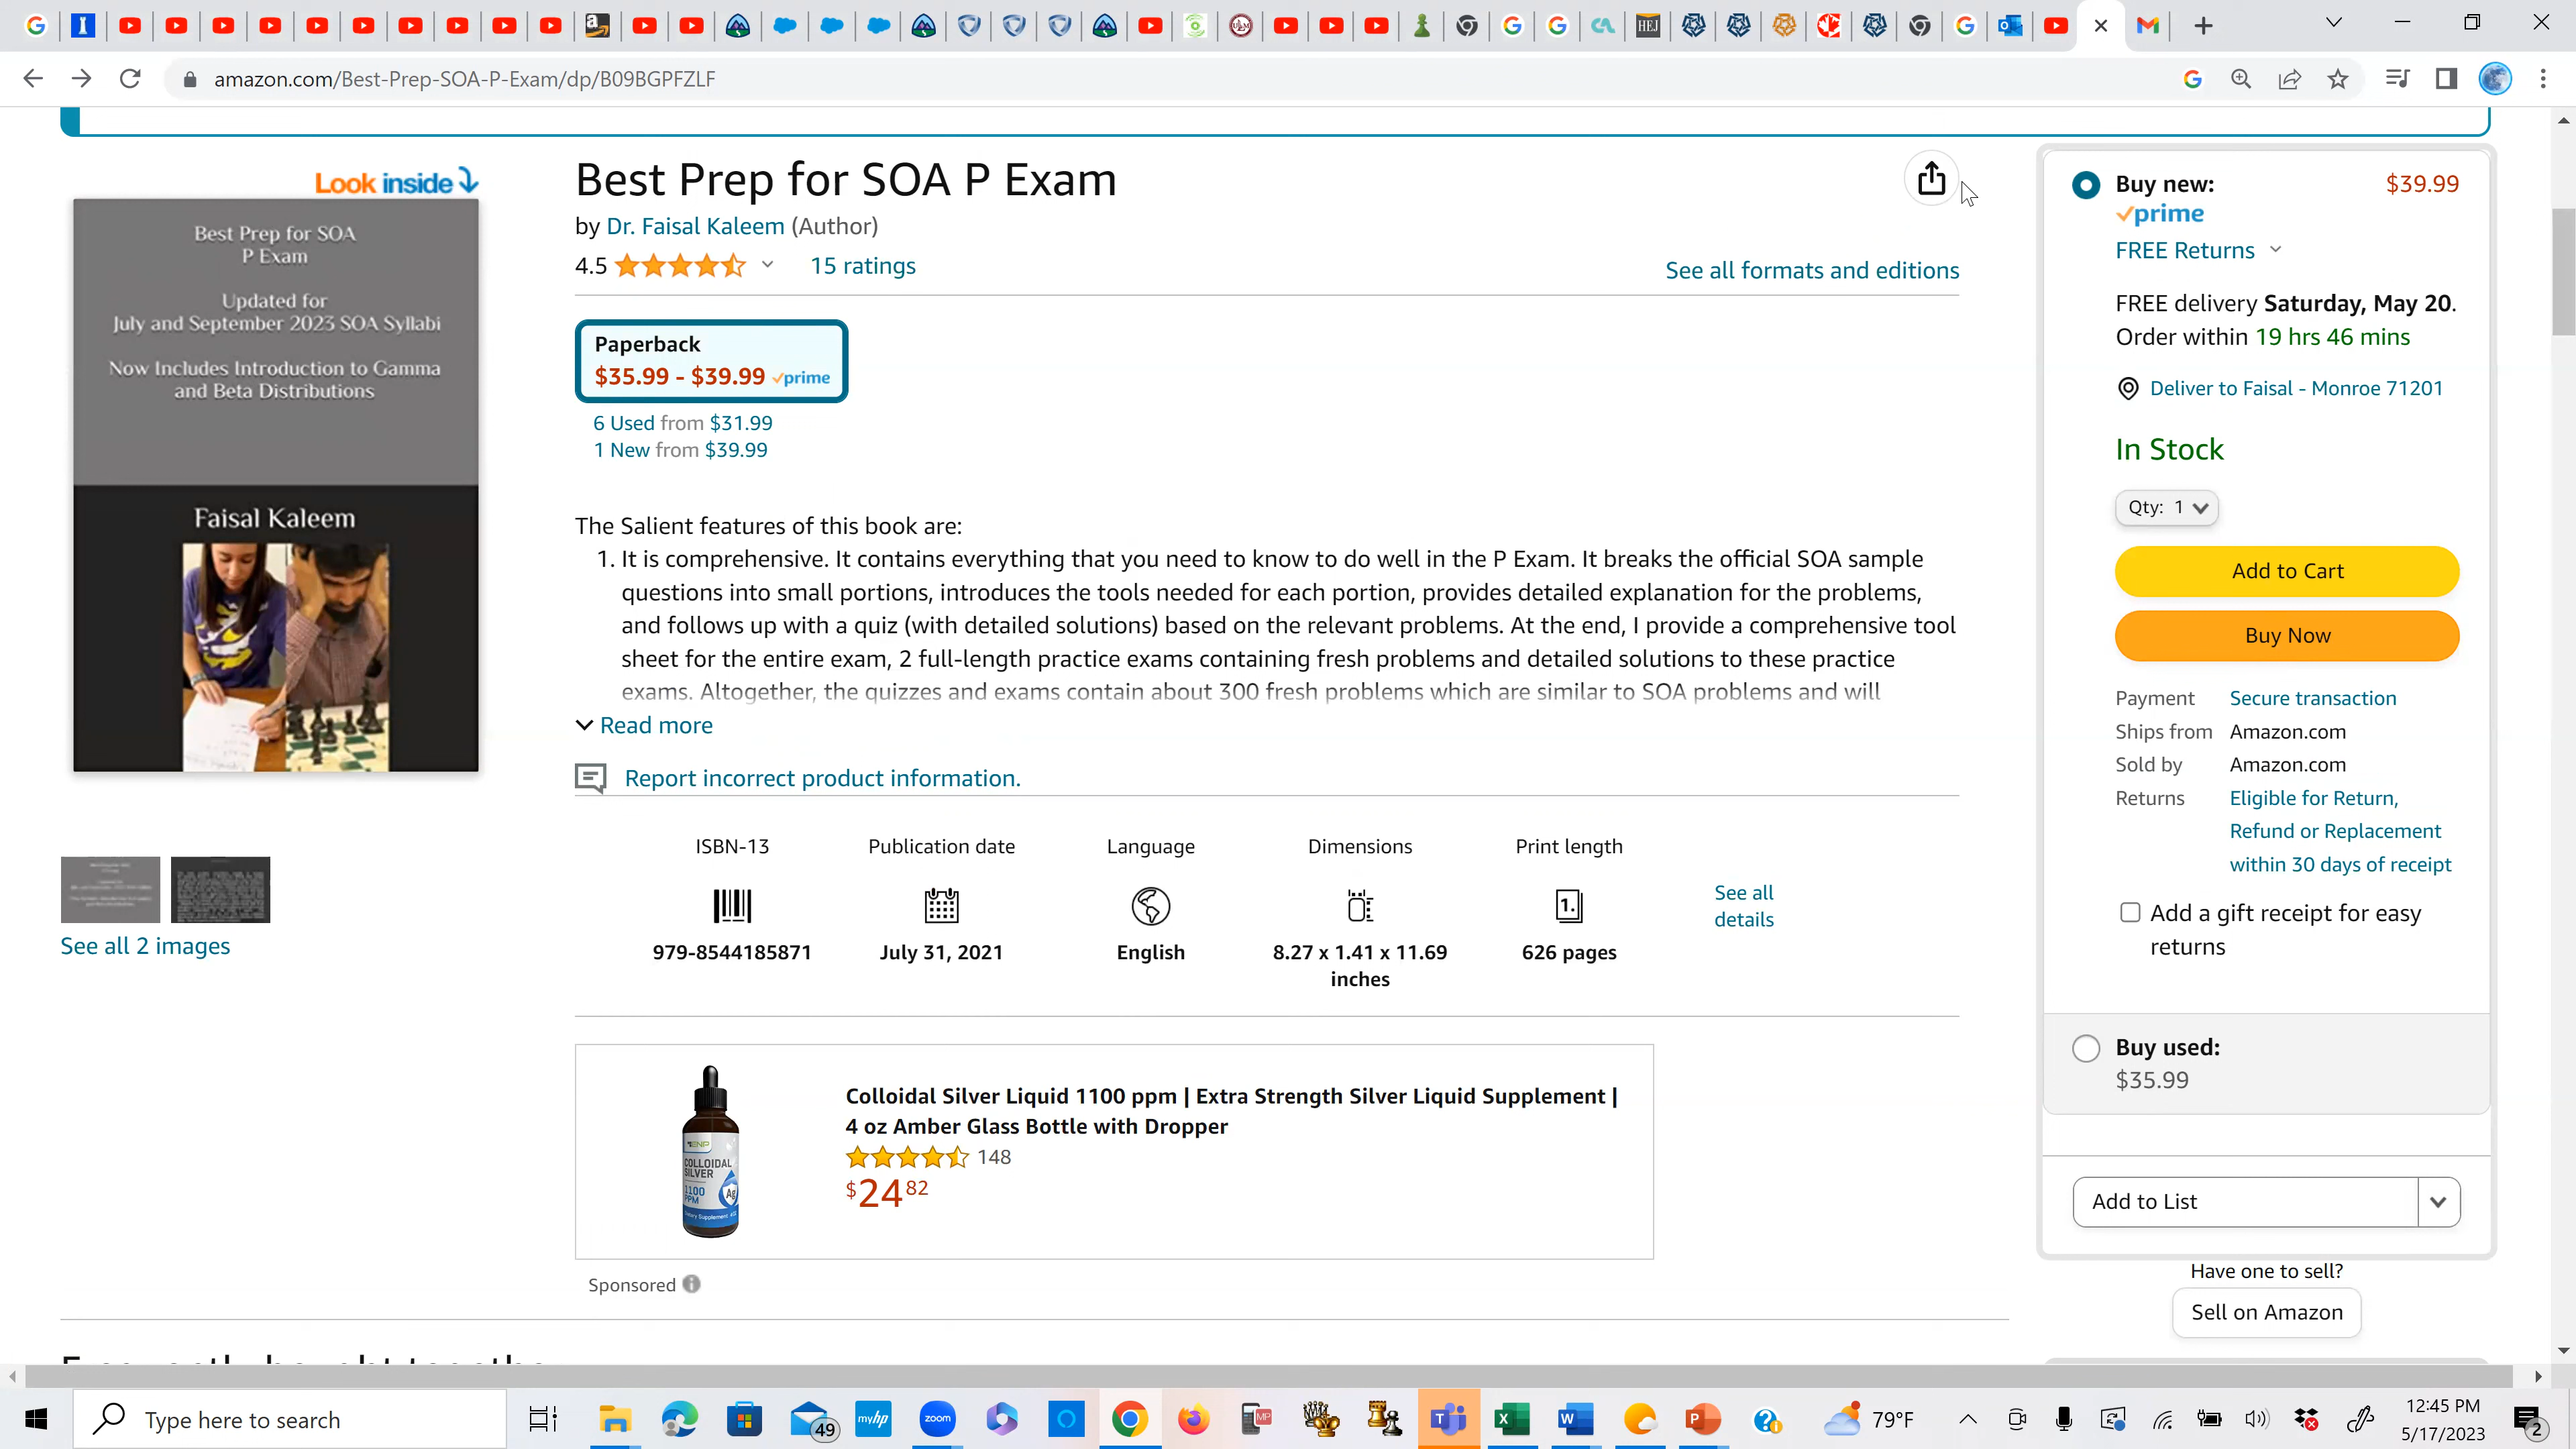 amazon.com/Best-Prep-SOA-P-Exam/dp/B09BGPFZLF
Look inside
Best Prep for SOA
P Exam
Updated for
July and September 2023 SOA Syllabi
Now Includes Introduction to Gamma
and Beta Distributions
Faisal Kaleem
See all 2 images
Best Prep for SOA P Exam
by Dr. Faisal Kaleem (Author)
4.5
15 ratings
See all formats and editions
Paperback
$35.99 - $39.99 prime
6 Used from $31.99
1 New from $39.99
The Salient features of this book are:
1. It is comprehensive. It contains everything that you need to know to do well in the P Exam. It breaks the official SOA sample
questions into small portions, introduces the tools needed for each portion, provides detailed explanation for the problems,
and follows up with a quiz (with detailed solutions) based on the relevant problems. At the end, I provide a comprehensive tool
sheet for the entire exam, 2 full-length practice exams containing fresh problems and detailed solutions to these practice
exams. Altogether, the quizzes and exams contain about 300 fresh problems which are similar to SOA problems and will
Read more
Report incorrect product information.
ISBN-13
979-8544185871
Publication date
July 31, 2021
Language
English
Dimensions
8.27 x 1.41 x 11.69
inches
Print length
1.
626 pages
See all
details
ENP
COLLOIDAL
SILVER
1100
PPM
Ag
Dietary Supplement 4oz
Colloidal Silver Liquid 1100 ppm | Extra Strength Silver Liquid Supplement |
4 oz Amber Glass Bottle with Dropper
148
$24 82
Sponsored
Buy new:
$39.99
prime
FREE Returns
FREE delivery Saturday, May 20.
Order within 19 hrs 46 mins
Deliver to Faisal - Monroe 71201
In Stock
Qty: 1
Add to Cart
Buy Now
Payment Secure transaction
Ships from Amazon.com
Sold by Amazon.com
Returns Eligible for Return,
Refund or Replacement
within 30 days of receipt
Add a gift receipt for easy
returns
Buy used:
$35.99
Add to List
Have one to sell?
Sell on Amazon
Type here to search
49
myhp
zoom
79°F
12:45 PM
5/17/2023
2